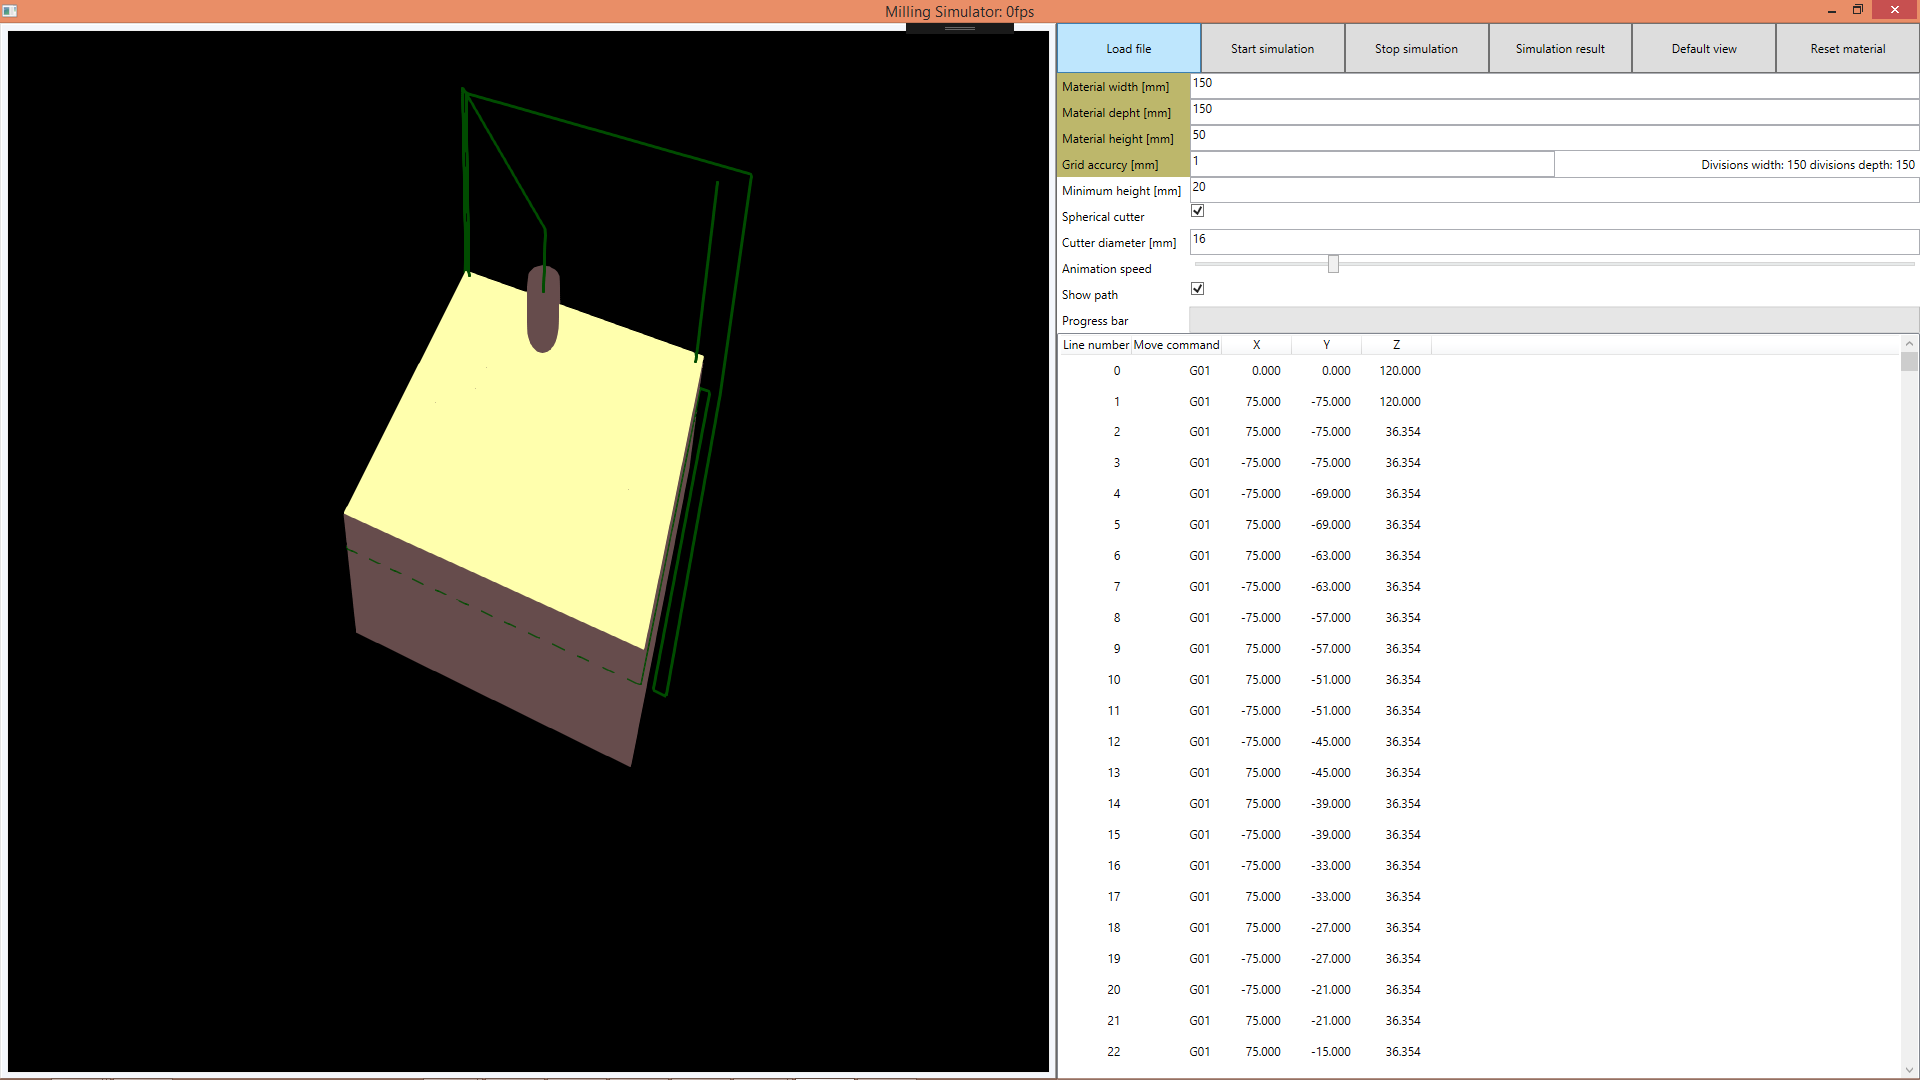 Milling Simulator: 0fps
Load file Start simulation Stop simulation Simulation result Default view Reset material
Material width [mm] 150
Material depht [mm] 150
Material height [mm] 50
Grid accurcy [mm] 1 Divisions width: 150 divisions depth: 150
Minimum height [mm] 20
Spherical cutter
Cutter diameter [mm] 16
Animation speed
Show path
Progress bar
Line number Move command X Y Z
0 G01 0.000 0.000 120.000
1 G01 75.000 -75.000 120.000
2 G01 75.000 -75.000 36.354
3 G01 -75.000 -75.000 36.354
4 G01 -75.000 -69.000 36.354
5 G01 75.000 -69.000 36.354
6 G01 75.000 -63.000 36.354
7 G01 -75.000 -63.000 36.354
8 G01 -75.000 -57.000 36.354
9 G01 75.000 -57.000 36.354
10 G01 75.000 -51.000 36.354
11 G01 -75.000 -51.000 36.354
12 G01 -75.000 -45.000 36.354
13 G01 75.000 -45.000 36.354
14 G01 75.000 -39.000 36.354
15 G01 -75.000 -39.000 36.354
16 G01 -75.000 -33.000 36.354
17 G01 75.000 -33.000 36.354
18 G01 75.000 -27.000 36.354
19 G01 -75.000 -27.000 36.354
20 G01 -75.000 -21.000 36.354
21 G01 75.000 -21.000 36.354
22 G01 75.000 -15.000 36.354